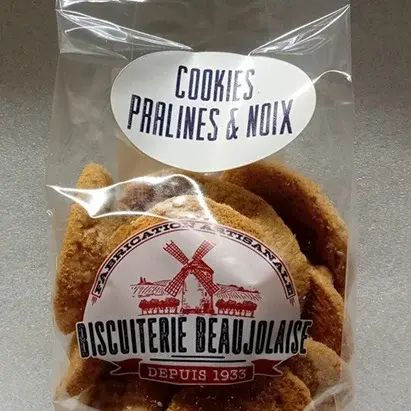 COOKIES
PRALINES & NOIX
FABRICATION ARTISANALE
BISCUITERIE BEAUJOLAISE
DEPUIS 1933